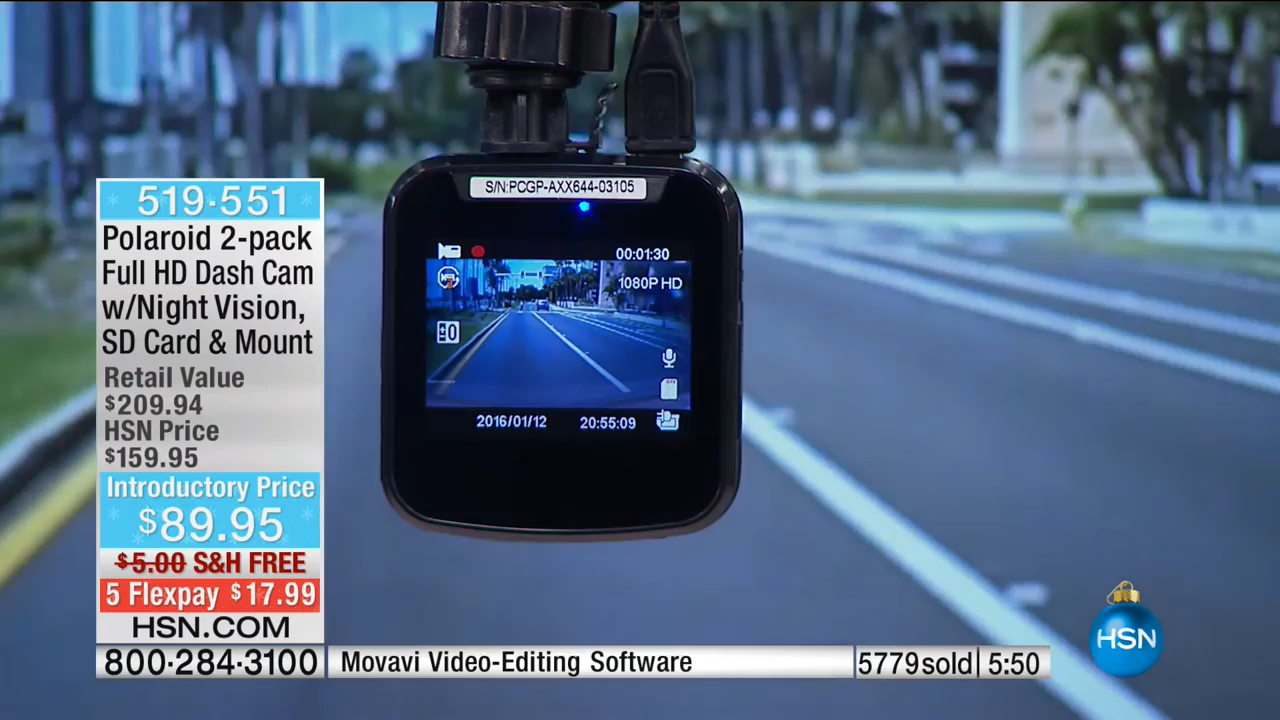 S/N:PCGP-AXX644-03105
00:01:30
1080P HD
±0
2016/01/12 20:55:09
519·551
Polaroid 2-pack
Full HD Dash Cam
w/Night Vision,
SD Card & Mount
Retail Value
$209.94
HSN Price
$159.95
Introductory Price
$89.95
$5.00 S&H FREE
5 Flexpay $17.99
HSN.COM
800·284·3100
Movavi Video-Editing Software
5779sold 5:50
HSN